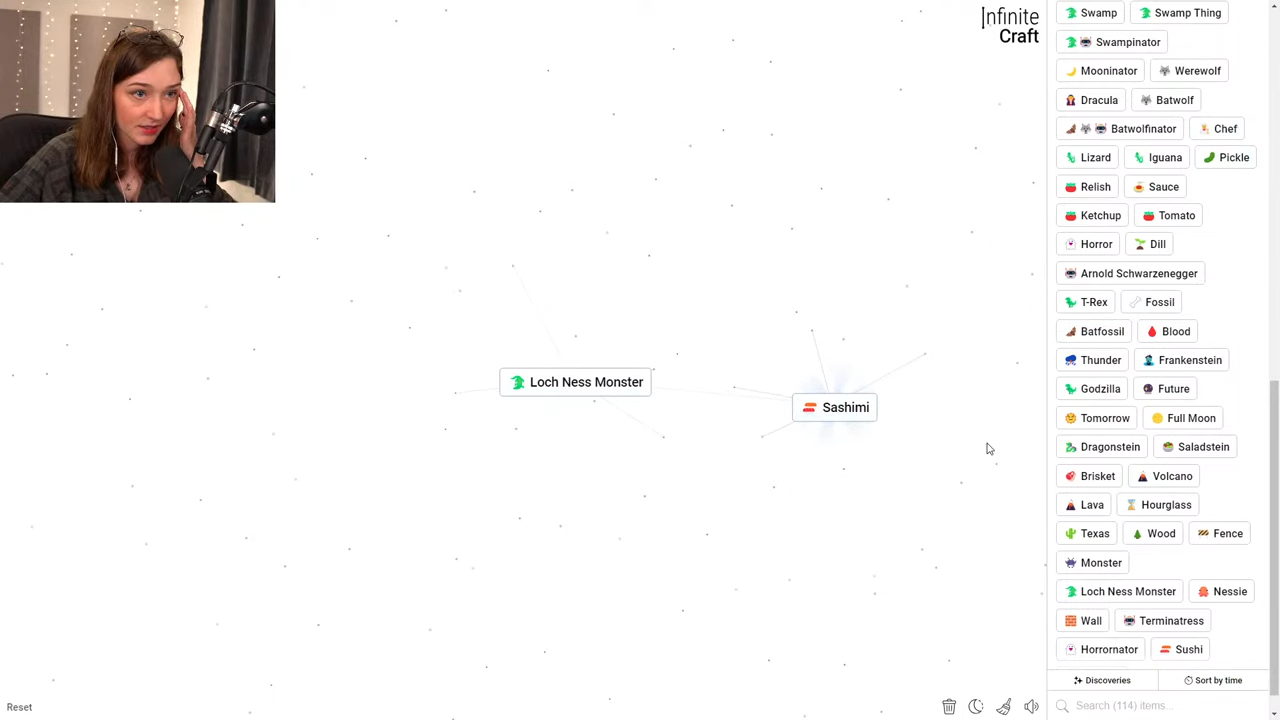 Infinite
Craft
Swamp
Swamp Thing
Swampinator
Mooninator
Werewolf
Dracula
Batwolf
Batwolfinator
Chef
Lizard
Iguana
Pickle
Relish
Sauce
Ketchup
Tomato
Horror
Dill
Arnold Schwarzenegger
T-Rex
Fossil
Batfossil
Blood
Loch Ness Monster
Thunder
Frankenstein
Sashimi
Godzilla
Future
Tomorrow
Full Moon
Dragonstein
Saladstein
Brisket
Volcano
Lava
Hourglass
Texas
Wood
Fence
Monster
Loch Ness Monster
Nessie
Wall
Terminatress
Horrornator
Sushi
Discoveries
Sort by time
Reset
Search (114) items...